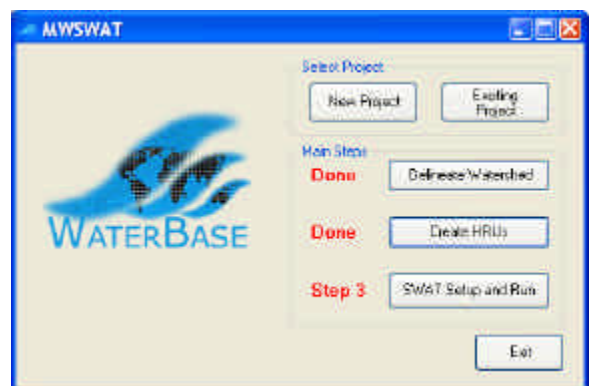 MWSWAT
Select Project
New Project
Existing
Project
Main Steps
Done
Delineate Watershed
WATERBASE
Done
Create HRUs
Step 3
SWAT Setup and Run
Exit